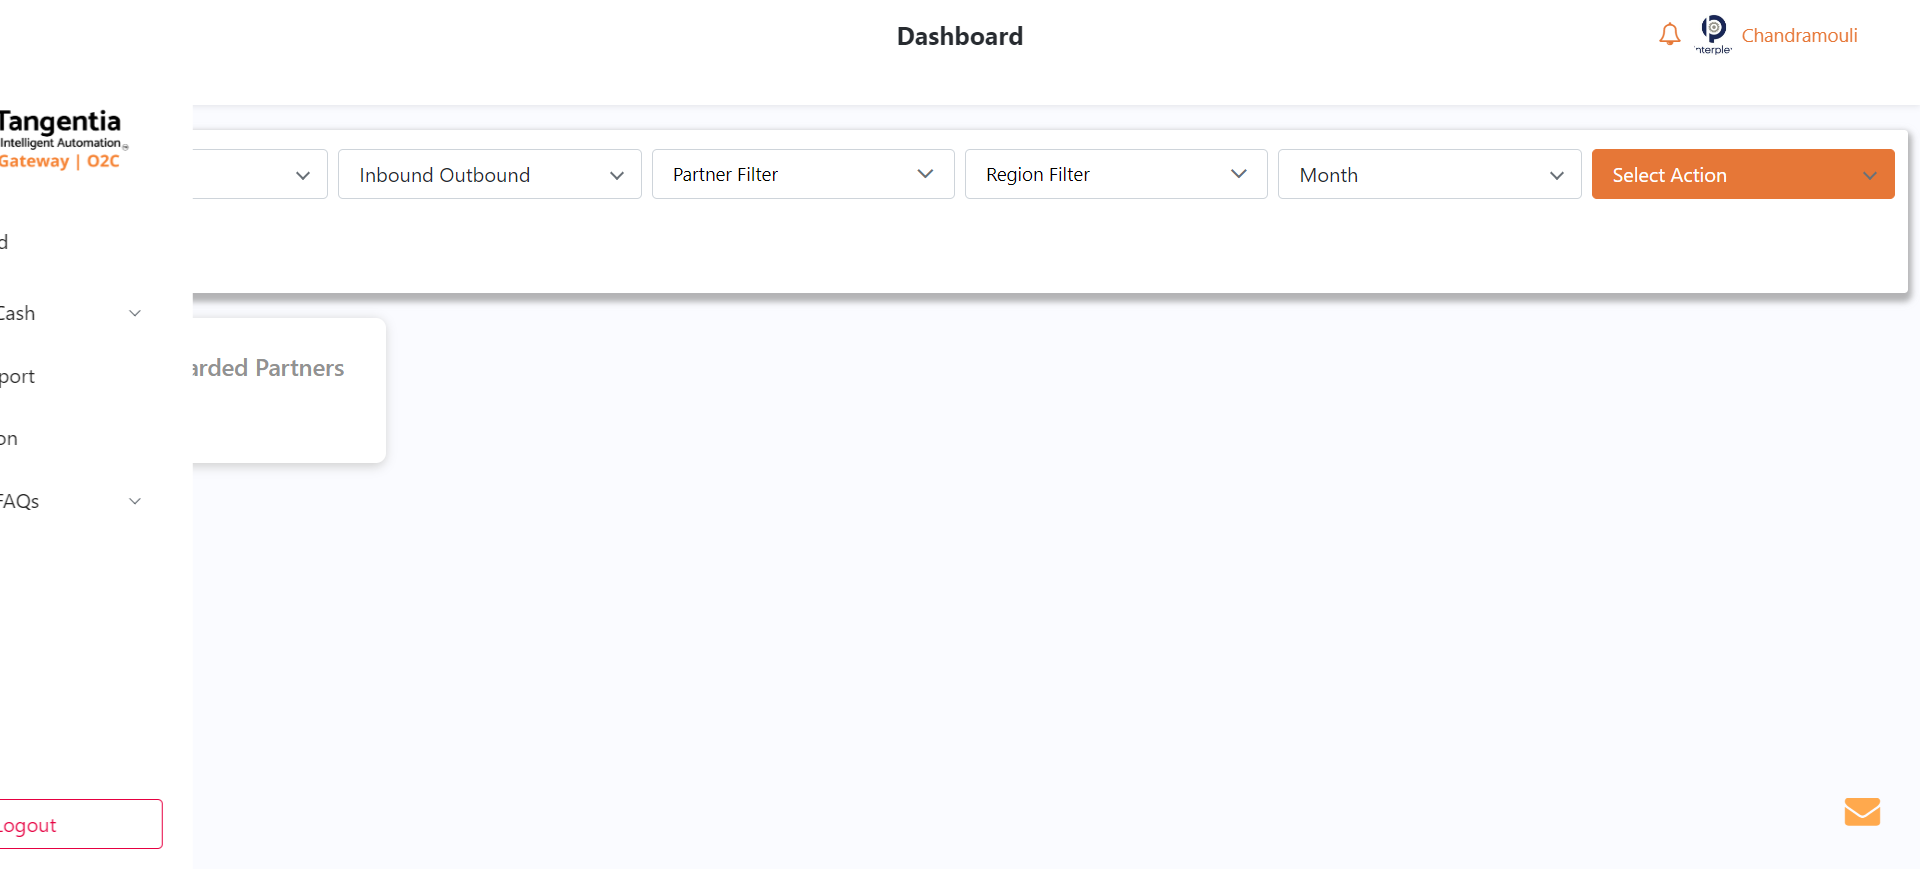 Dashboard
Chandramouli
Tangentia
Intelligent Automation
Gateway | O2C
Inbound Outbound
Partner Filter
Region Filter
Month
Select Action
d
Cash
arded Partners
port
on
FAQs
Logout